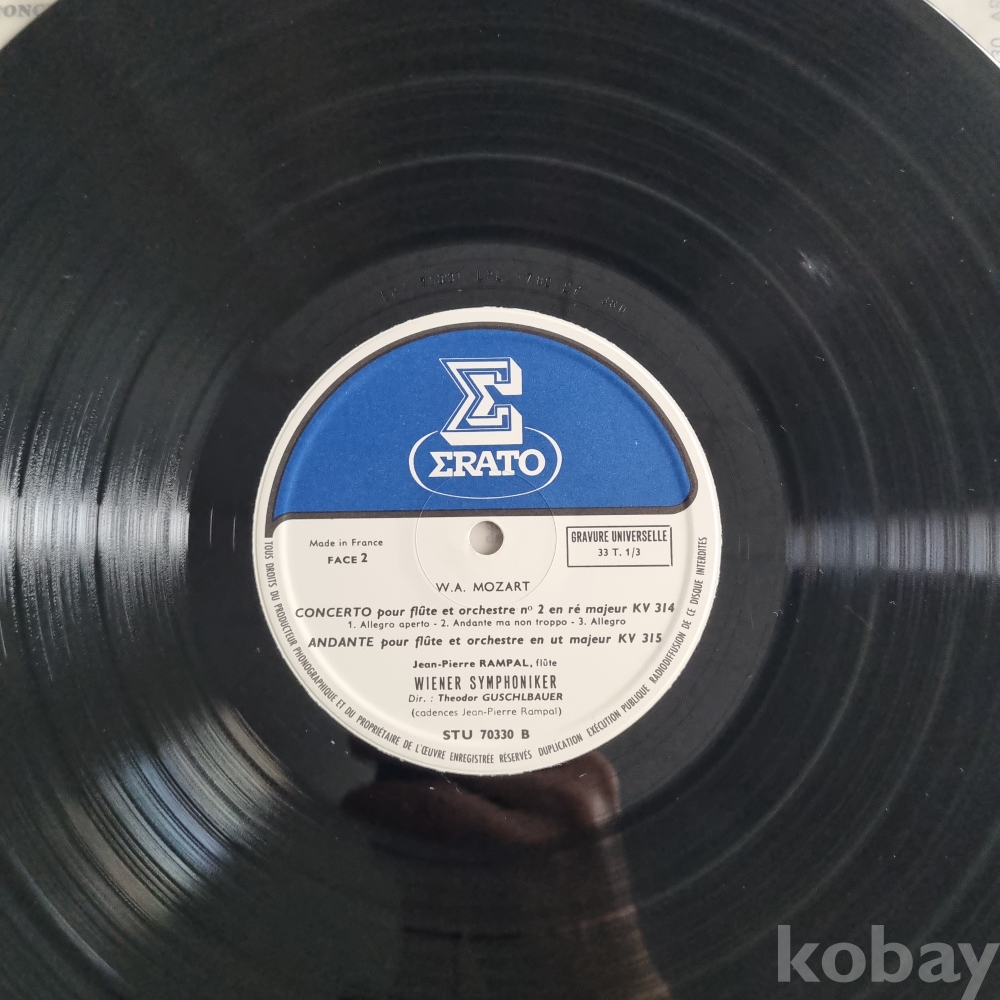 ΣRATO
Made in France
FACE 2
GRAVURE UNIVERSELLE
33 T. 1/3
W.A. MOZART
CONCERTO pour flûte et orchestre nº 2 en ré majeur KV 314
1. Allegro aperto - 2. Andante ma non troppo - 3. Allegro
ANDANTE pour flûte et orchestre en ut majeur KV 315
Jean-Pierre RAMPAL, flûte
WIENER SYMPHONIKER
Dir. : Theodor GUSCHLBAUER
(cadences Jean-Pierre Rampal)
STU 70330 B
TOUS DROITS DU PRODUCTEUR PHONOGRAPHIQUE ET DU PROPRIÉTAIRE DE L'ŒUVRE ENREGISTRÉE RÉSERVÉS DUPLICATION EXÉCUTION PUBLIQUE RADIODIFFUSION DE CE DISQUE INTERDITES
kobay